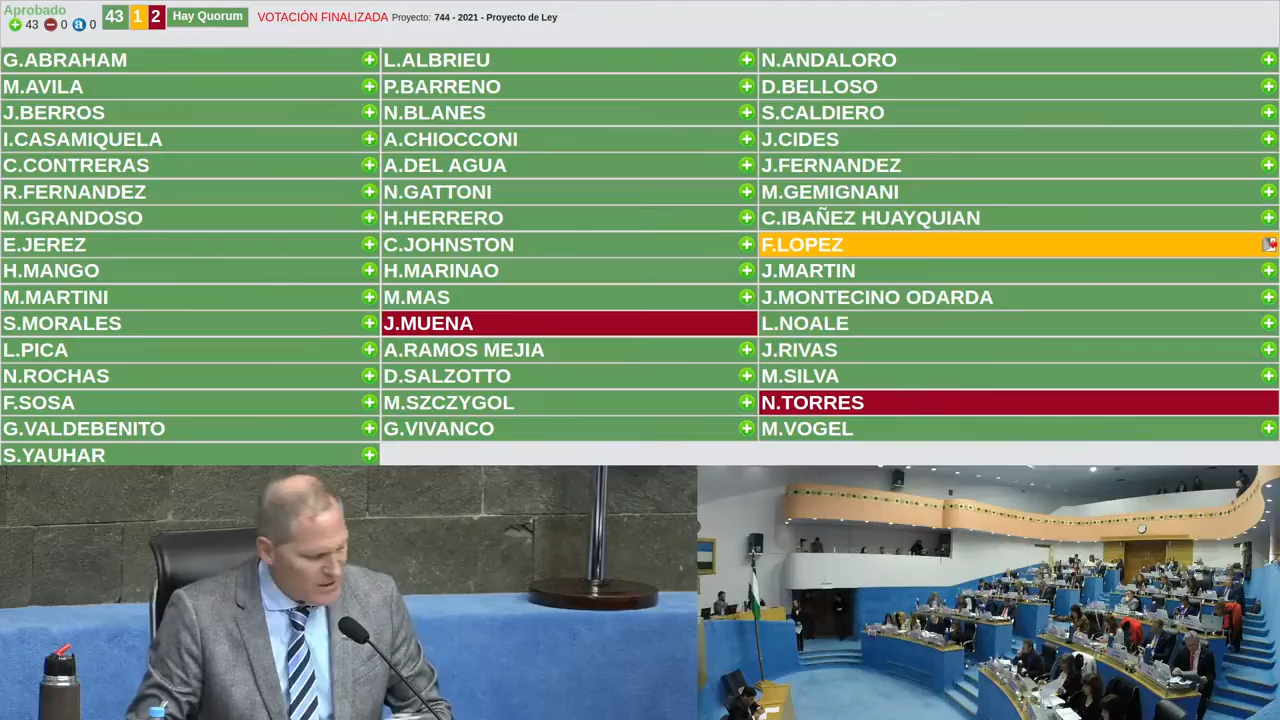 Aprobado
43 0 0
43 1 2 Hay Quorum VOTACIÓN FINALIZADA Proyecto: 744 - 2021 - Proyecto de Ley
G.ABRAHAM L.ALBRIEU N.ANDALORO
M.AVILA P.BARRENO D.BELLOSO
J.BERROS N.BLANES S.CALDIERO
I.CASAMIQUELA A.CHIOCCONI J.CIDES
C.CONTRERAS A.DEL AGUA J.FERNANDEZ
R.FERNANDEZ N.GATTONI M.GEMIGNANI
M.GRANDOSO H.HERRERO C.IBAÑEZ HUAYQUIAN
E.JEREZ C.JOHNSTON F.LOPEZ
H.MANGO H.MARINAO J.MARTIN
M.MARTINI M.MAS J.MONTECINO ODARDA
S.MORALES J.MUENA L.NOALE
L.PICA A.RAMOS MEJIA J.RIVAS
N.ROCHAS D.SALZOTTO M.SILVA
F.SOSA M.SZCZYGOL N.TORRES
G.VALDEBENITO G.VIVANCO M.VOGEL
S.YAUHAR